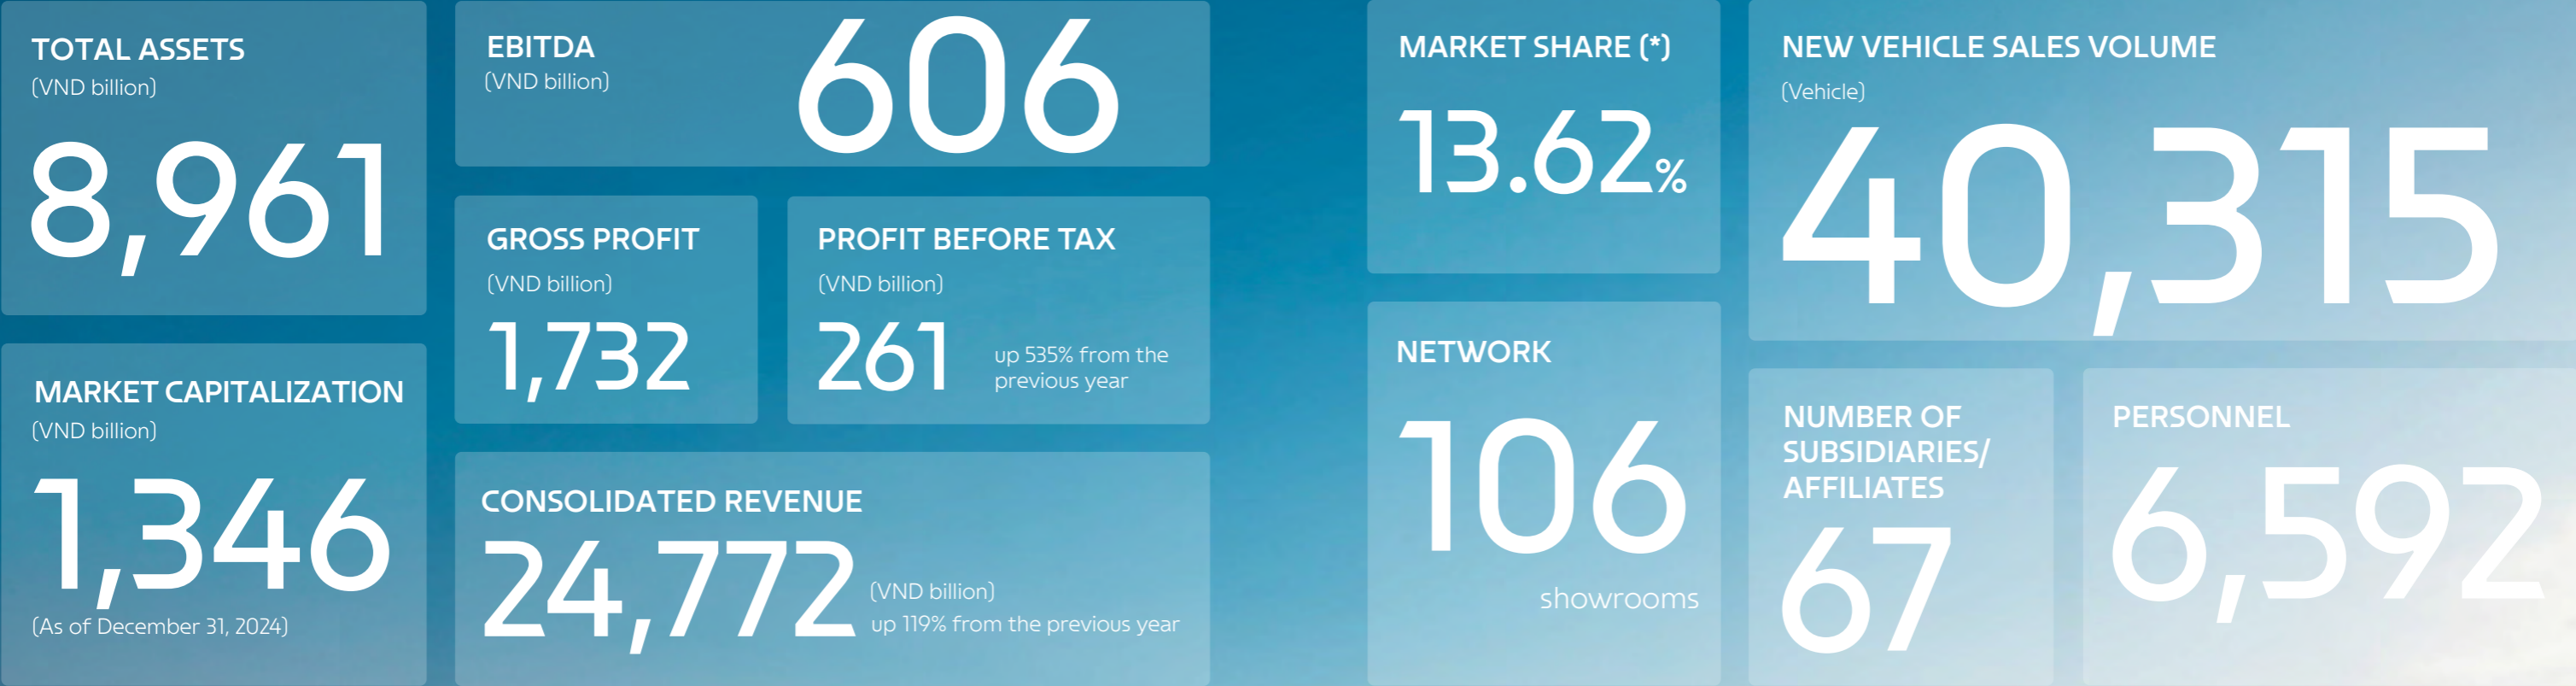 TOTAL ASSETS
(VND billion)
8,961
MARKET CAPITALIZATION
(VND billion)
1,346
(As of December 31, 2024)
EBITDA
(VND billion)
606
GROSS PROFIT
(VND billion)
1,732
PROFIT BEFORE TAX
(VND billion)
261
up 535% from the
previous year
CONSOLIDATED REVENUE
24,772
(VND billion)
up 119% from the previous year
MARKET SHARE (*)
13.62%
NETWORK
106
showrooms
NEW VEHICLE SALES VOLUME
(Vehicle)
40,315
NUMBER OF
SUBSIDIARIES/
AFFILIATES
67
PERSONNEL
6,592